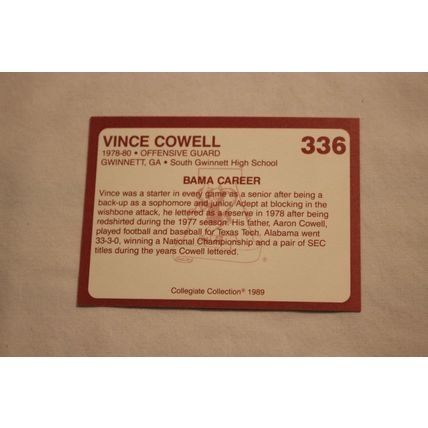 VINCE COWELL
336
1978-80 • OFFENSIVE GUARD
GWINNETT, GA • South Gwinnett High School
BAMA CAREER
Vince was a starter in every game as a senior after being a
back-up as a sophomore and junior. Adept at blocking in the
wishbone attack, he lettered as a reserve in 1978 after being
redshirted during the 1977 season. His father, Aaron Cowell,
played football and baseball for Texas Tech. Alabama went
33-3-0, winning a National Championship and a pair of SEC
titles during the years Cowell lettered.
®
Collegiate Collection® 1989